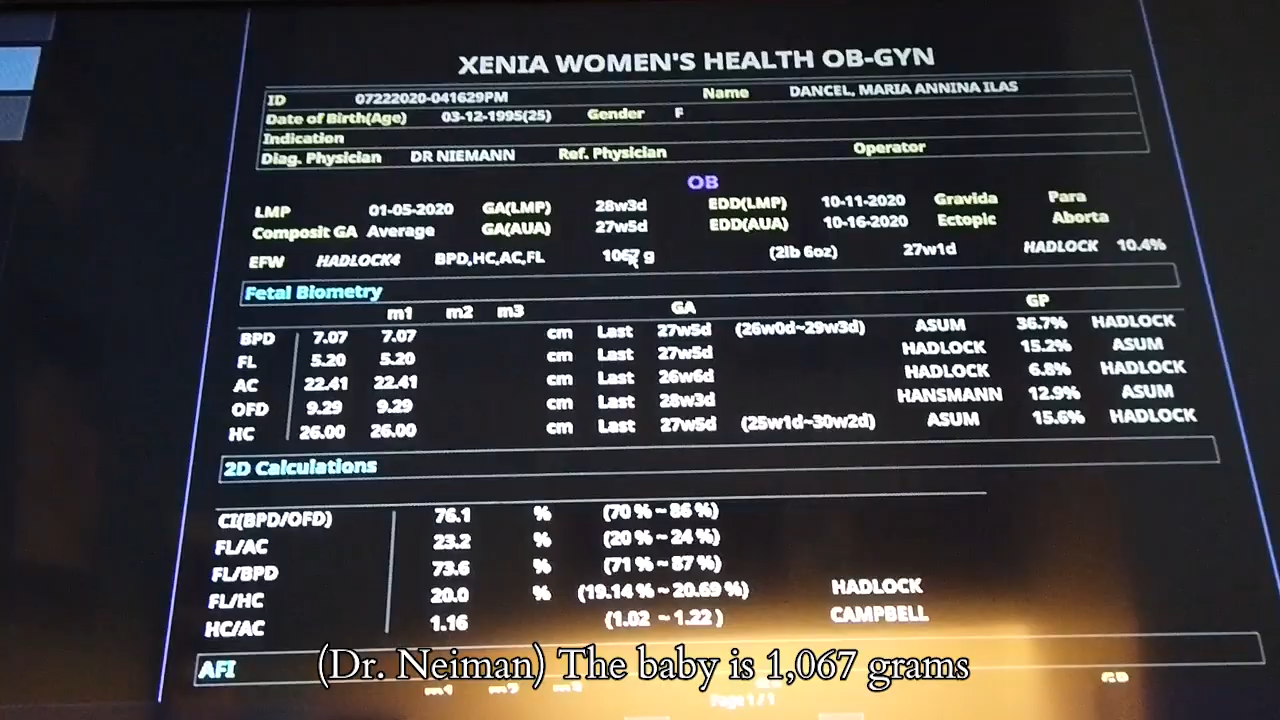 XENIA WOMEN'S HEALTH OB-GYN
ID 07222020-041629PM Name DANCEL, MARIA ANNINA ILAS
Date of Birth(Age) 03-12-1995(25) Gender F
Indication
Diag. Physician DR NIEMANN Ref. Physician Operator
OB
LMP 01-05-2020 GA(LMP) 28w3d EDD(LMP) 10-11-2020 Gravida Para
Composit GA Average GA(AUA) 27w5d EDD(AUA) 10-16-2020 Ectopic Aborta
EFW HADLOCK4 BPD,HC,AC,FL 1067 g (2lb 6oz) 27w1d HADLOCK 10.4%
Fetal Biometry
m1 m2 m3 GA GP
BPD 7.07 7.07 cm Last 27w5d (26w0d~29w3d) ASUM 36.7% HADLOCK
FL 5.20 5.20 cm Last 27w5d HADLOCK 15.2% ASUM
AC 22.41 22.41 cm Last 26w6d HADLOCK 6.8% HADLOCK
OFD 9.29 9.29 cm Last 28w3d HANSMANN 12.9% ASUM
HC 26.00 26.00 cm Last 27w5d (25w1d~30w2d) ASUM 15.6% HADLOCK
2D Calculations
CI(BPD/OFD) 76.1 % (70 % ~ 86 %)
FL/AC 23.2 % (20 % ~ 24 %)
FL/BPD 73.6 % (71 % ~ 87 %)
FL/HC 20.0 % (19.14 % ~ 20.69 %) HADLOCK
HC/AC 1.16 (1.02 ~ 1.22 ) CAMPBELL
AFI
(Dr. Neiman) The baby is 1,067 grams
Page 1 / 1